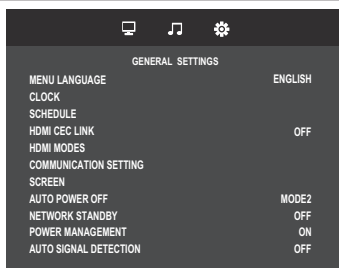 GENERAL SETTINGS
MENU LANGUAGE ENGLISH
CLOCK
SCHEDULE
HDMI CEC LINK OFF
HDMI MODES
COMMUNICATION SETTING
SCREEN
AUTO POWER OFF MODE2
NETWORK STANDBY OFF
POWER MANAGEMENT ON
AUTO SIGNAL DETECTION OFF